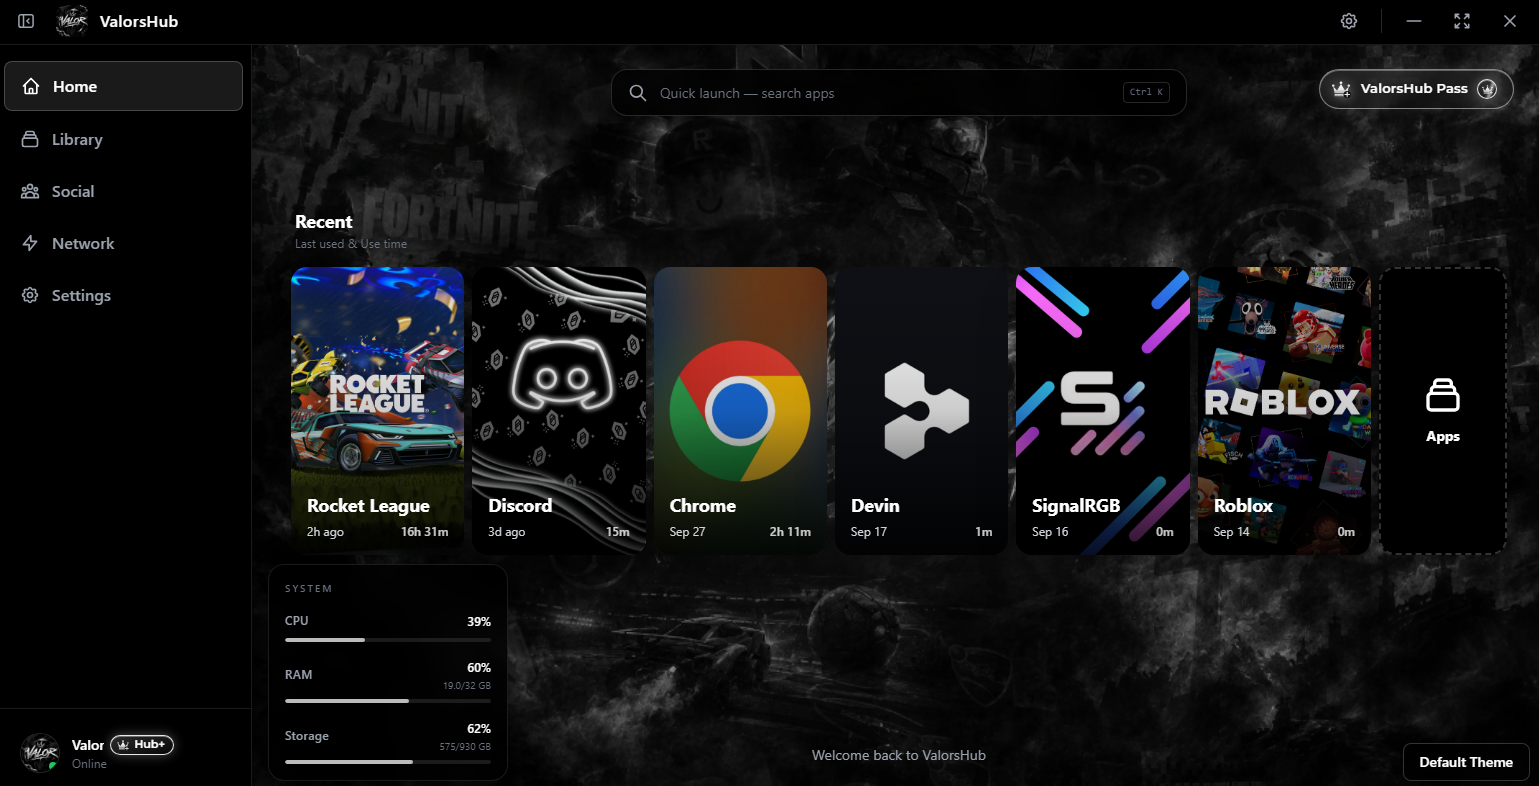 ValorsHub
Home
Library
Social
Network
Settings
Quick launch — search apps
Ctrl K
ValorsHub Pass
FORTNITE
HALO
Recent
Last used & Use time
ROCKET
LEAGUE
Rocket League
2h ago
16h 31m
Discord
3d ago
15m
Chrome
Sep 27
2h 11m
Devin
Sep 17
1m
SignalRGB
Sep 16
0m
ROBLOX
Roblox
Sep 14
0m
Apps
SYSTEM
CPU
39%
RAM
60%
19.0/32 GB
Storage
62%
575/930 GB
VALOR
Valor
Hub+
Online
Welcome back to ValorsHub
Default Theme